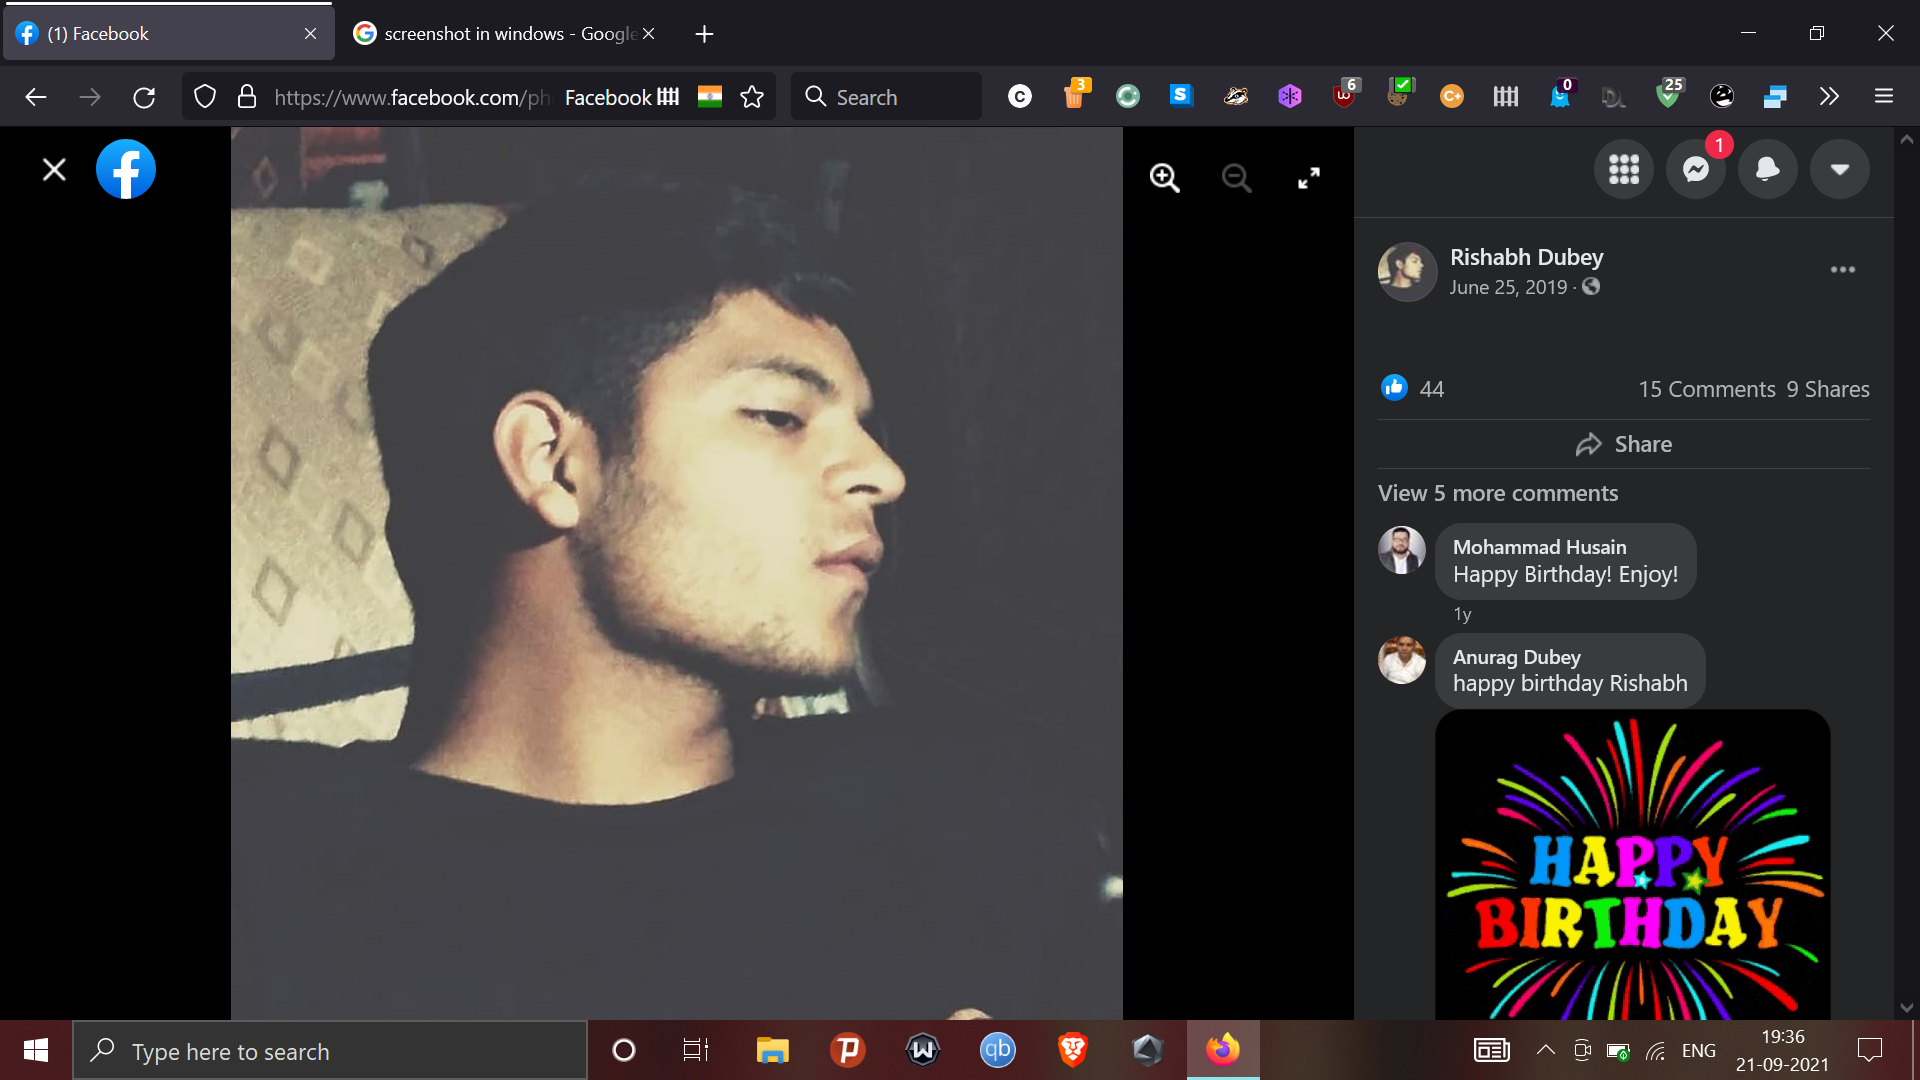 (1) Facebook
screenshot in windows - Google
https://www.facebook.com/ph
Facebook
Search
3
6
0
25
1
Rishabh Dubey
June 25, 2019 ·
44
15 Comments 9 Shares
Share
View 5 more comments
Mohammad Husain
Happy Birthday! Enjoy!
1y
Anurag Dubey
happy birthday Rishabh
HAPPY
BIRTHDAY
Type here to search
ENG
19:36
21-09-2021